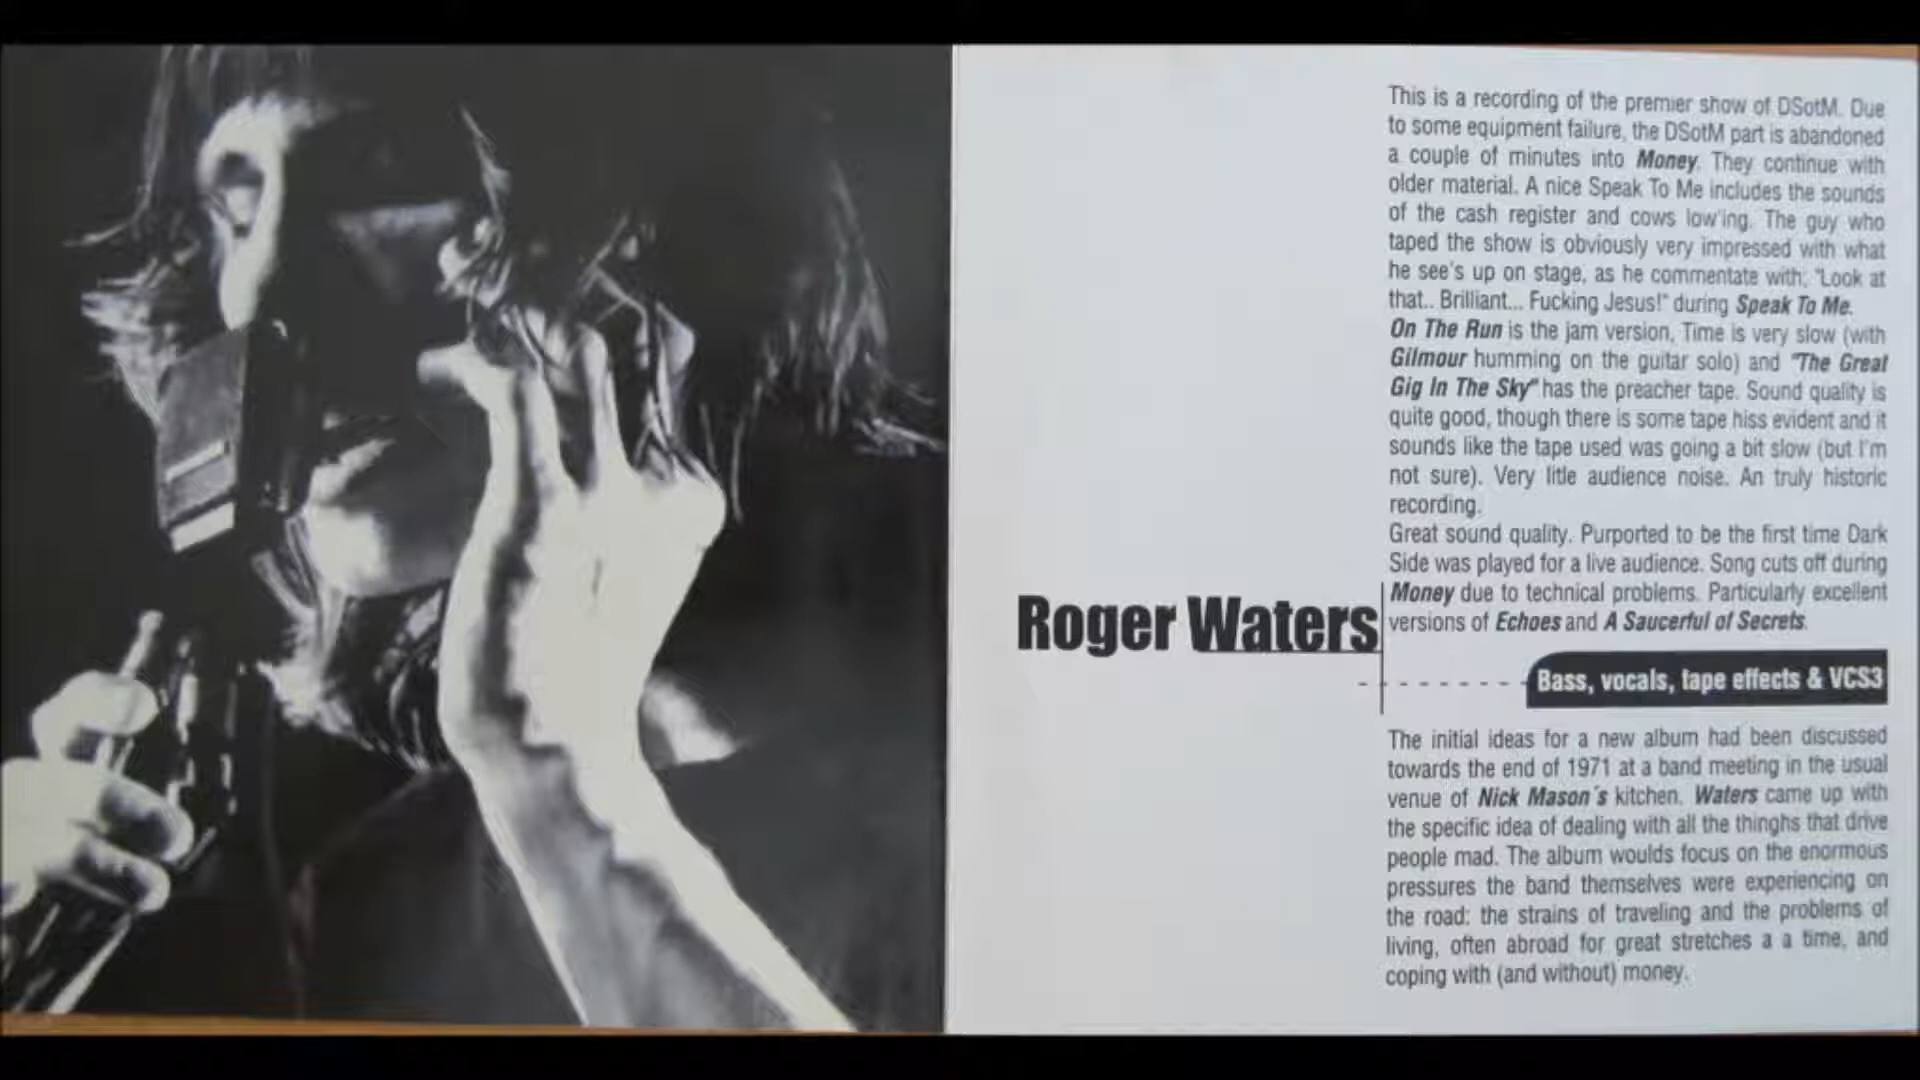 This is a recording of the premier show of DSotM. Due
to some equipment failure, the DSotM part is abandoned
a couple of minutes into Money. They continue with
older material. A nice Speak To Me includes the sounds
of the cash register and cows low'ing. The guy who
taped the show is obviously very impressed with what
he see's up on stage, as he commentate with; "Look at
that.. Brilliant... Fucking Jesus!" during Speak To Me.
On The Run is the jam version, Time is very slow (with
Gilmour humming on the guitar solo) and "The Great
Gig In The Sky" has the preacher tape. Sound quality is
quite good, though there is some tape hiss evident and it
sounds like the tape used was going a bit slow (but I'm
not sure). Very litle audience noise. An truly historic
recording.
Great sound quality. Purported to be the first time Dark
Side was played for a live audience. Song cuts off during
Money due to technical problems. Particularly excellent
versions of Echoes and A Saucerful of Secrets.
Roger Waters
Bass, vocals, tape effects & VCS3
The initial ideas for a new album had been discussed
towards the end of 1971 at a band meeting in the usual
venue of Nick Mason´s kitchen. Waters came up with
the specific idea of dealing with all the thinghs that drive
people mad. The album woulds focus on the enormous
pressures the band themselves were experiencing on
the road: the strains of traveling and the problems of
living, often abroad for great stretches a a time, and
coping with (and without) money.